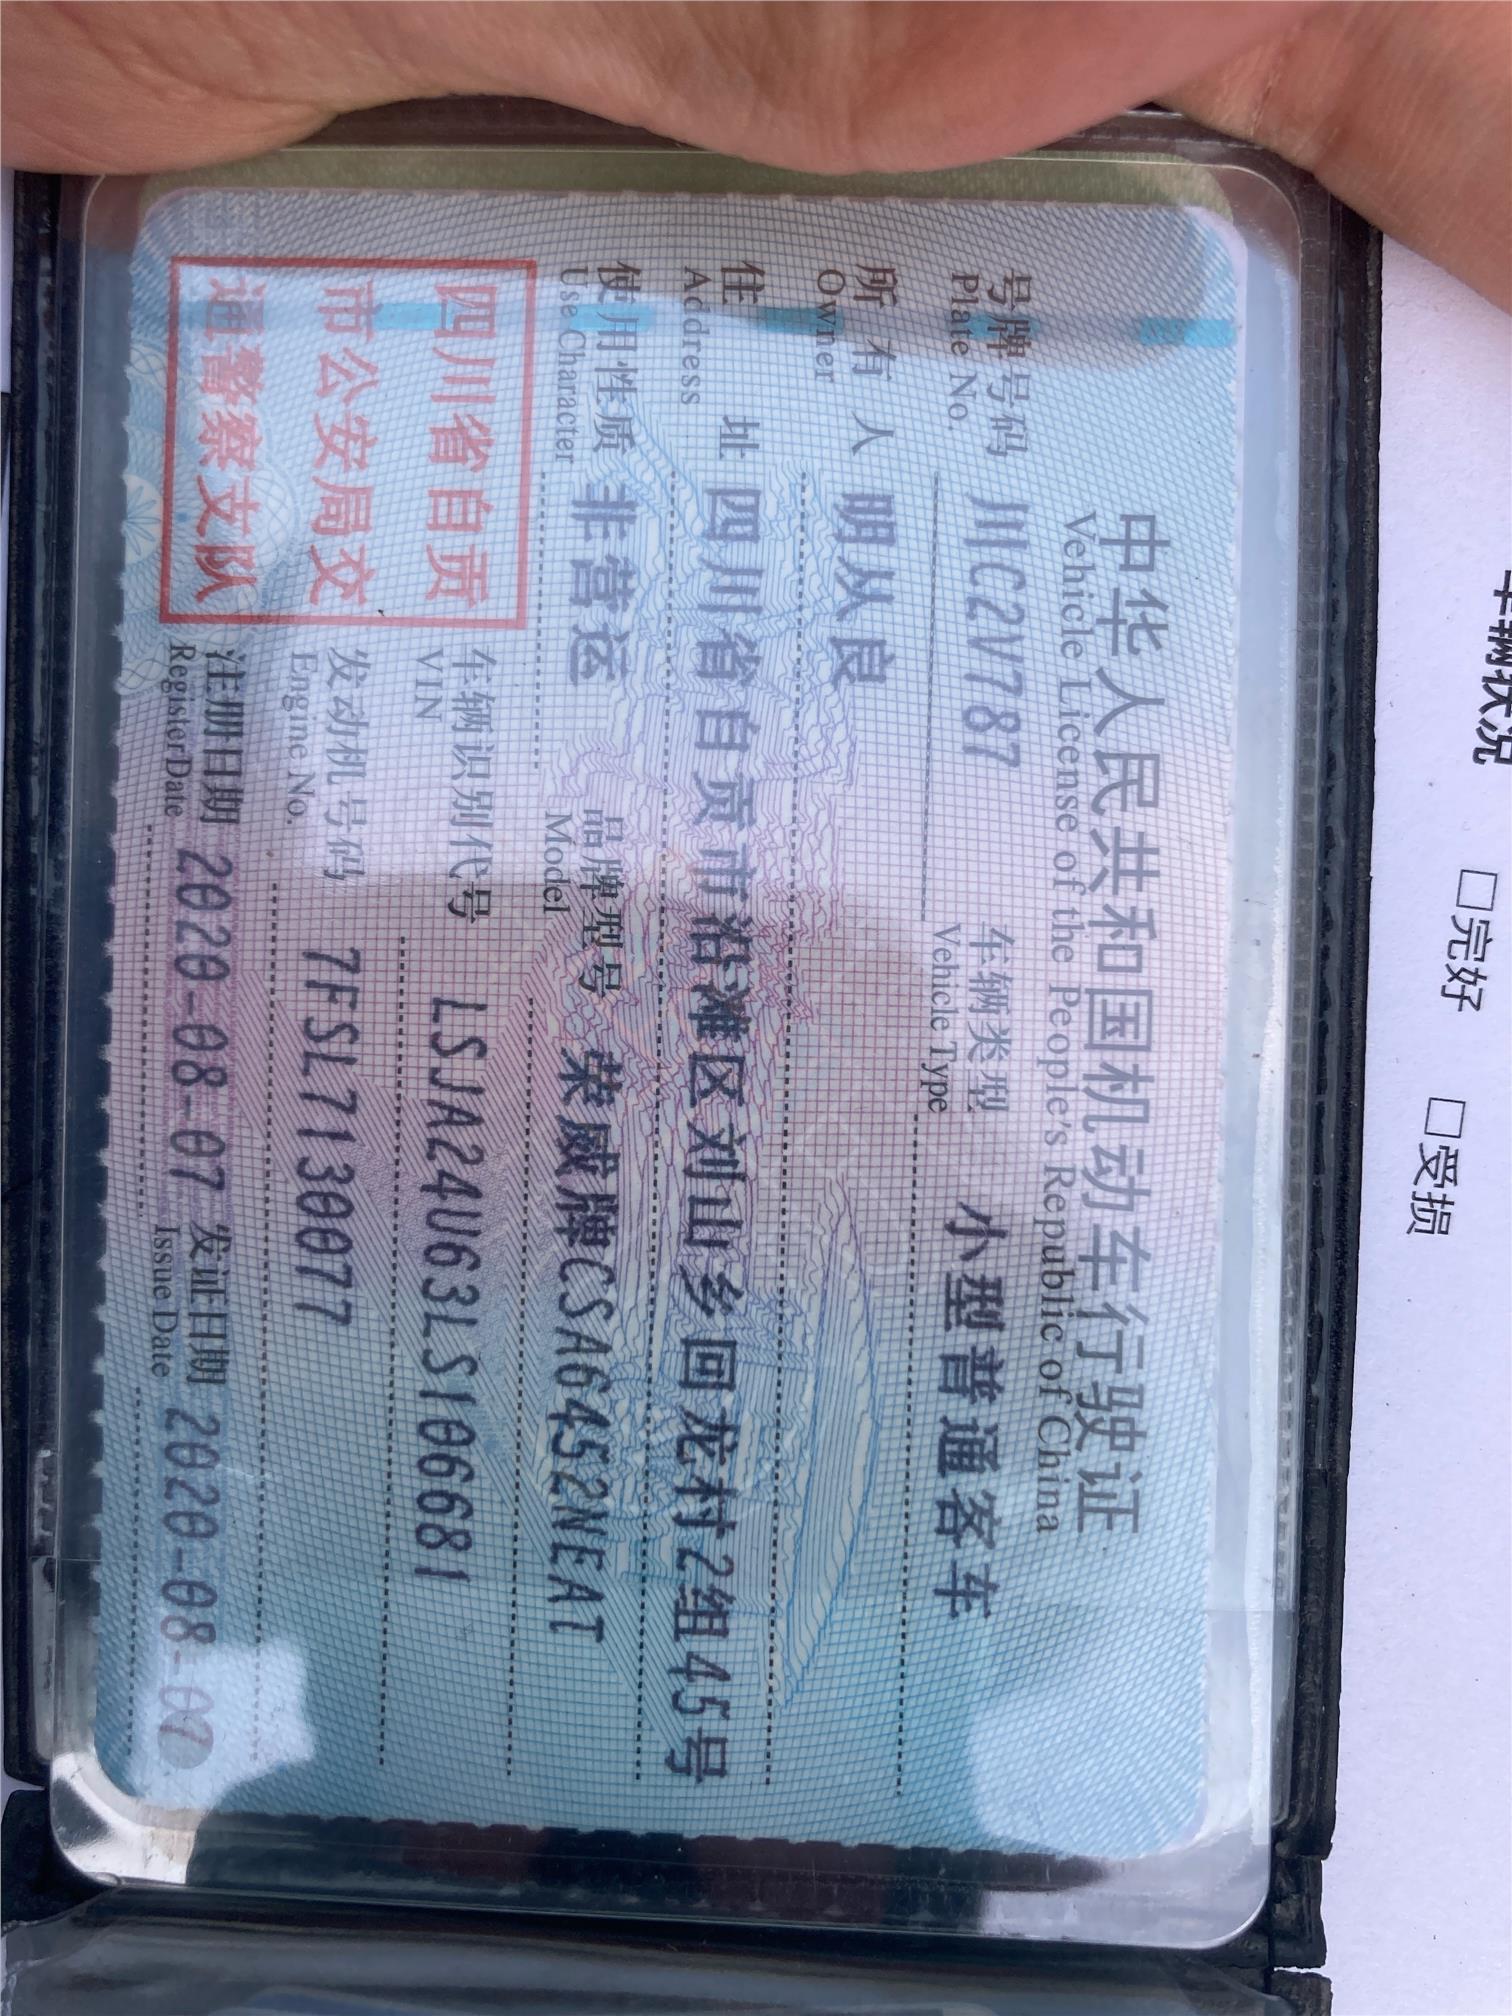 中华人民共和国机动车行驶证
Vehicle License of the People's Republic of China
号牌号码 川C2V787 车辆类型 小型普通客车
Plate No. Vehicle Type
所有人 明从良
Owner
住址 四川省自贡市沿滩区刘山乡回龙村2组45号
Address
使用性质 非营运 品牌型号 荣威牌CSA6452NEAT
Use Character Model
四川省自贡
市公安局交
通警察支队
车辆识别代号 LSJA24U63LS106681
VIN
发动机号码 7FSL7130077
Engine No.
注册日期 2020-08-07 发证日期 2020-08-07
Register Date Issue Date
车辆状况
□完好 □受损